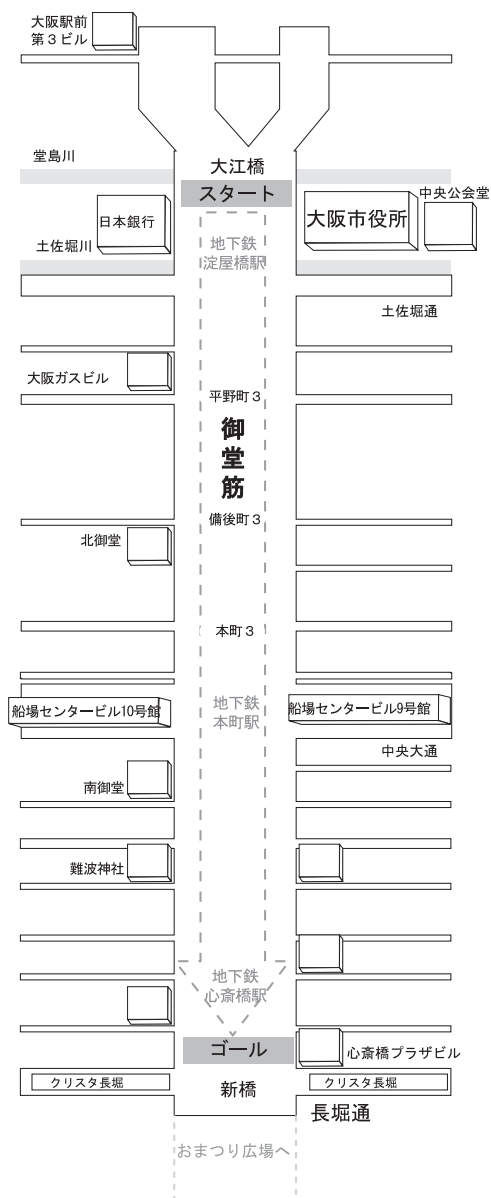 大阪駅前
第3ビル
堂島川
大江橋
スタート
中央公会堂
日本銀行
大阪市役所
土佐堀川
地下鉄
淀屋橋駅
土佐堀通
大阪ガスビル
平野町3
御堂筋
備後町3
北御堂
本町3
地下鉄
本町駅
船場センタービル10号館
船場センタービル9号館
中央大通
南御堂
難波神社
地下鉄
心斎橋駅
ゴール
心斎橋プラザビル
クリスタ長堀
新橋
クリスタ長堀
長堀通
おまつり広場へ